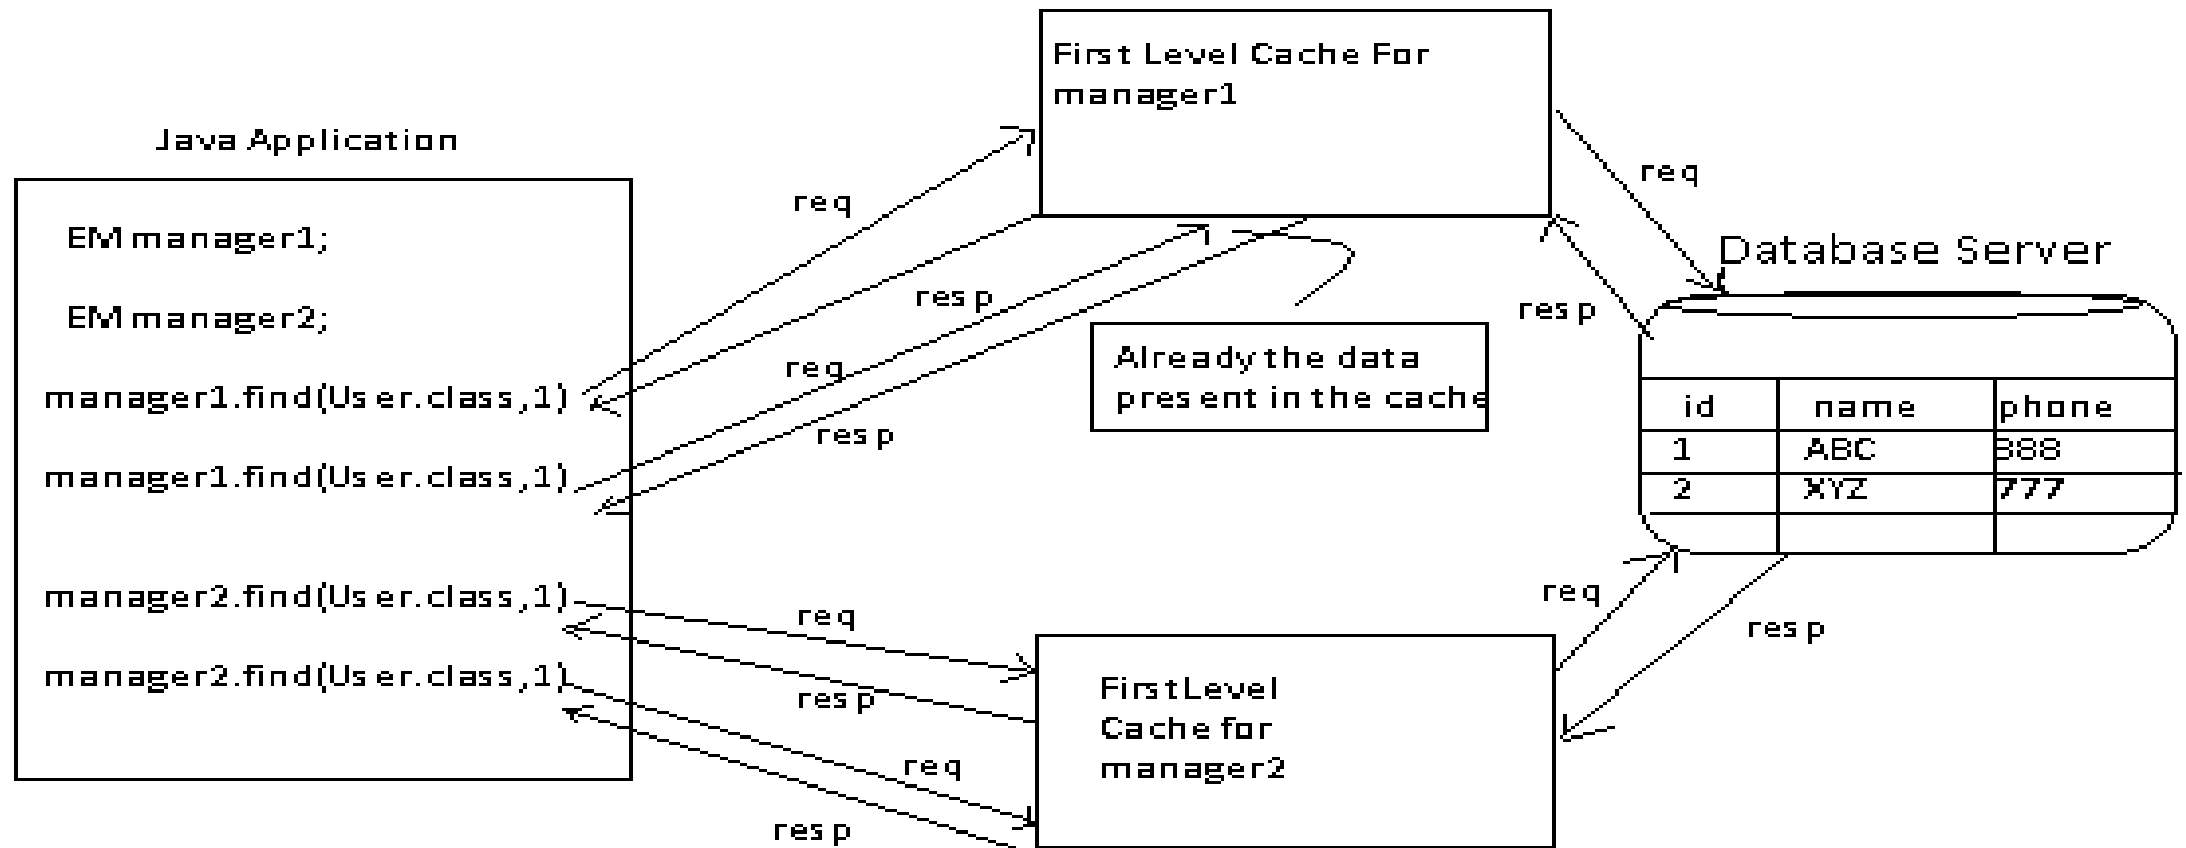 Java Application
EM manager1;
EM manager2;
manager1.find(User.class,1)
manager1.find(User.class,1)
manager2.find(User.class,1)
manager2.find(User.class,1)
req
resp
req
resp
req
resp
req
resp
First Level Cache For
manager1
Already the data
present in the cache
First Level
Cache for
manager2
req
resp
req
resp
Database Server
id name phone
1 ABC 888
2 XYZ 777